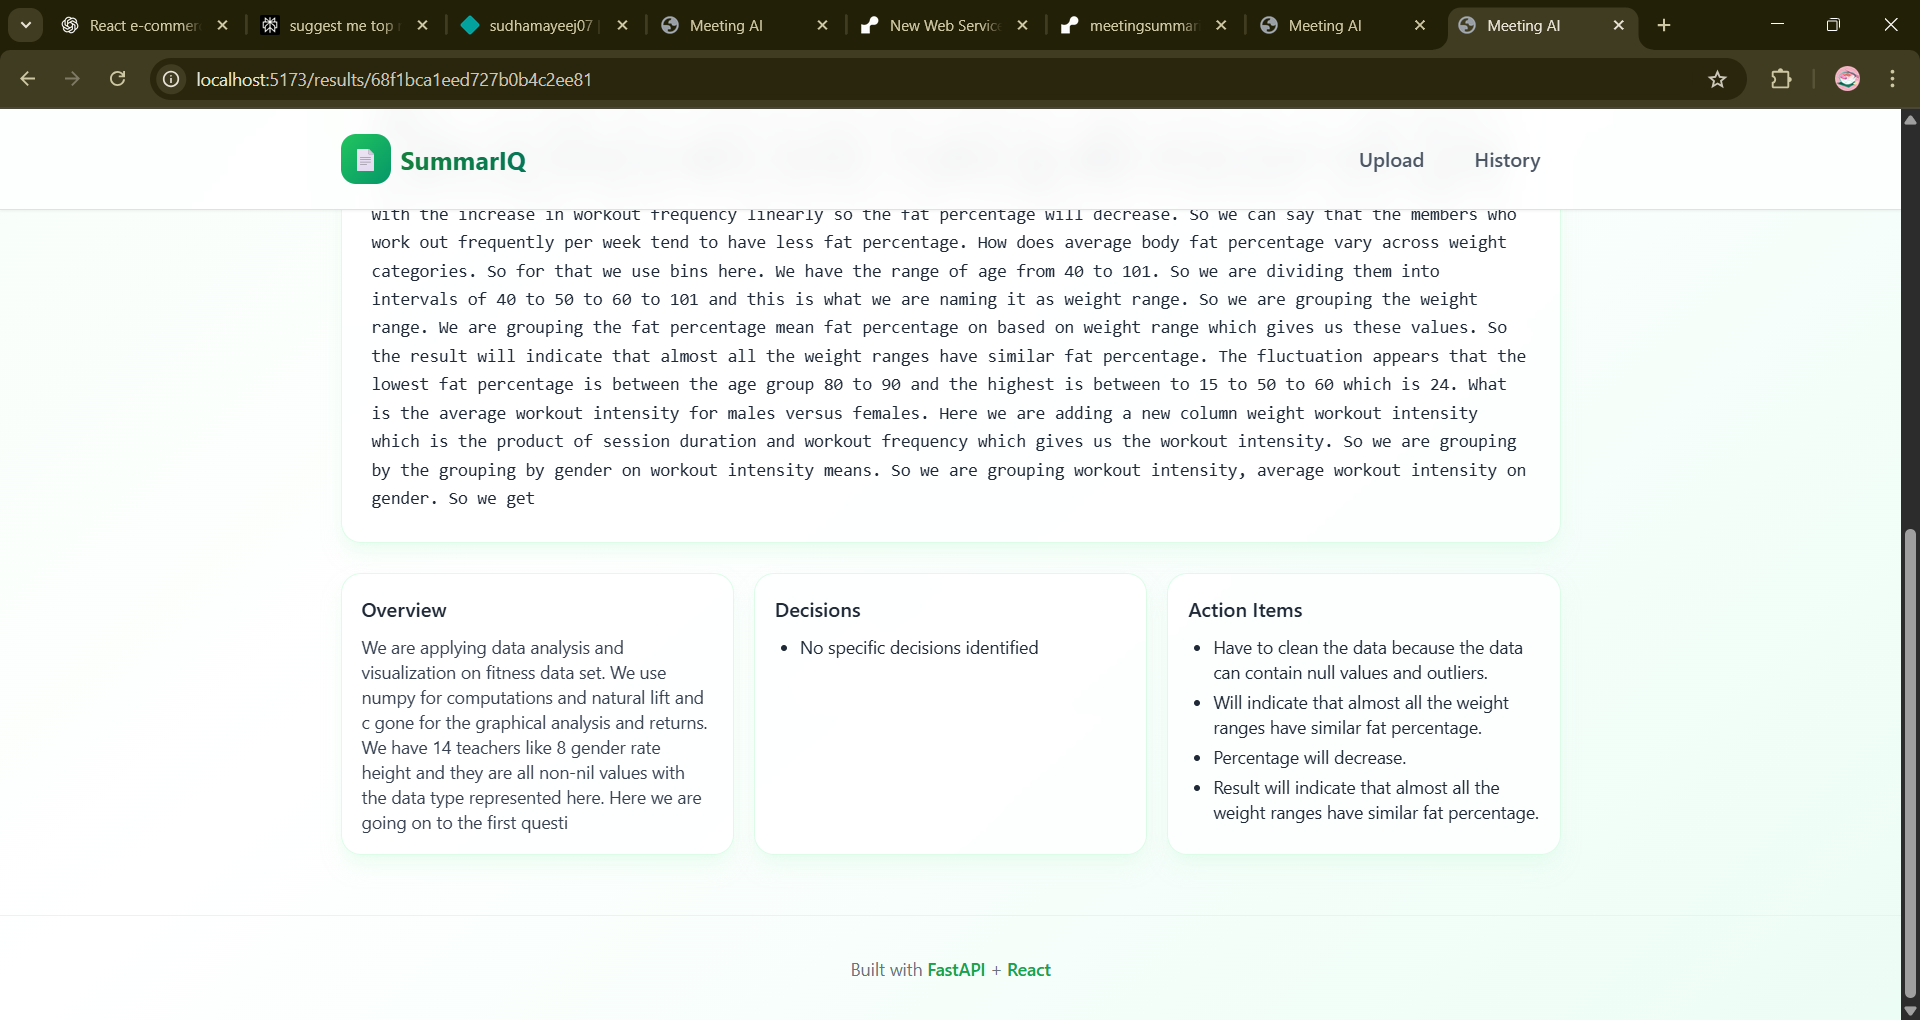 React e-commer
suggest me top
sudhamayeej07
Meeting AI
New Web Service
meetingsummar
Meeting AI
Meeting AI
localhost:5173/results/68f1bca1eed727b0b4c2ee81
SummarIQ
Upload
History
with the increase in workout frequency linearly so the fat percentage will decrease. So we can say that the members who
work out frequently per week tend to have less fat percentage. How does average body fat percentage vary across weight
categories. So for that we use bins here. We have the range of age from 40 to 101. So we are dividing them into
intervals of 40 to 50 to 60 to 101 and this is what we are naming it as weight range. So we are grouping the weight
range. We are grouping the fat percentage mean fat percentage on based on weight range which gives us these values. So
the result will indicate that almost all the weight ranges have similar fat percentage. The fluctuation appears that the
lowest fat percentage is between the age group 80 to 90 and the highest is between to 15 to 50 to 60 which is 24. What
is the average workout intensity for males versus females. Here we are adding a new column weight workout intensity
which is the product of session duration and workout frequency which gives us the workout intensity. So we are grouping
by the grouping by gender on workout intensity means. So we are grouping workout intensity, average workout intensity on
gender. So we get
Overview
We are applying data analysis and
visualization on fitness data set. We use
numpy for computations and natural lift and
c gone for the graphical analysis and returns.
We have 14 teachers like 8 gender rate
height and they are all non-nil values with
the data type represented here. Here we are
going on to the first questi
Decisions
• No specific decisions identified
Action Items
• Have to clean the data because the data
can contain null values and outliers.
• Will indicate that almost all the weight
ranges have similar fat percentage.
• Percentage will decrease.
• Result will indicate that almost all the
weight ranges have similar fat percentage.
Built with FastAPI + React